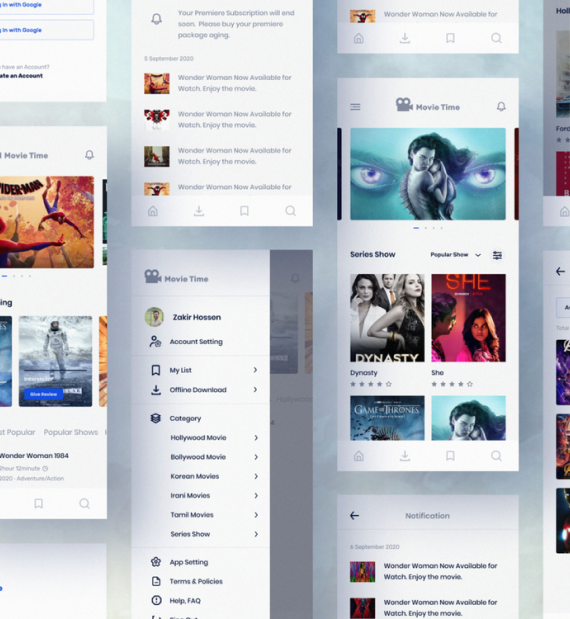 in with Google
in with Google
have an Account?
ate an Account
Movie Time
SPIDER-MAN
ing
Give Review
st Popular
Popular Shows
Wonder Woman 1984
2hour 12minute
2020 - Adventure/Action
Your Premiere Subscription will end
soon. Please buy your premiere
package aging.
5 September 2020
Wonder Woman Now Available for
Watch. Enjoy the movie.
Wonder Woman Now Available for
Watch. Enjoy the movie.
Wonder Woman Now Available for
Watch. Enjoy the movie.
Wonder Woman Now Available for
Movie Time
Zakir Hossen
Account Setting
My List
Offline Download
Category
Hollywood Movie
Bollywood Movie
Korean Movies
Irani Movies
Tamil Movies
Series Show
App Setting
Terms & Policies
Help, FAQ
Wonder Woman Now Available for
Movie Time
Series Show
Popular Show
DYNASTY
SHE
Dynasty
She
GAME OF THRONES
Notification
6 September 2020
Wonder Woman Now Available for
Watch. Enjoy the movie.
Wonder Woman Now Available for
Watch. Enjoy the movie.
Holl
Ford
Total